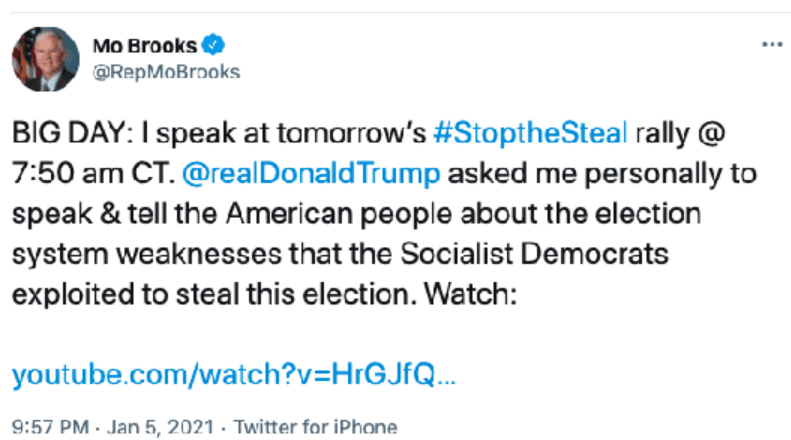 Mo Brooks
@RepMoBrooks
BIG DAY: I speak at tomorrow's #StoptheSteal rally @
7:50 am CT. @realDonaldTrump asked me personally to
speak & tell the American people about the election
system weaknesses that the Socialist Democrats
exploited to steal this election. Watch:
youtube.com/watch?v=HrGJfQ...
9:57 PM · Jan 5, 2021 · Twitter for iPhone